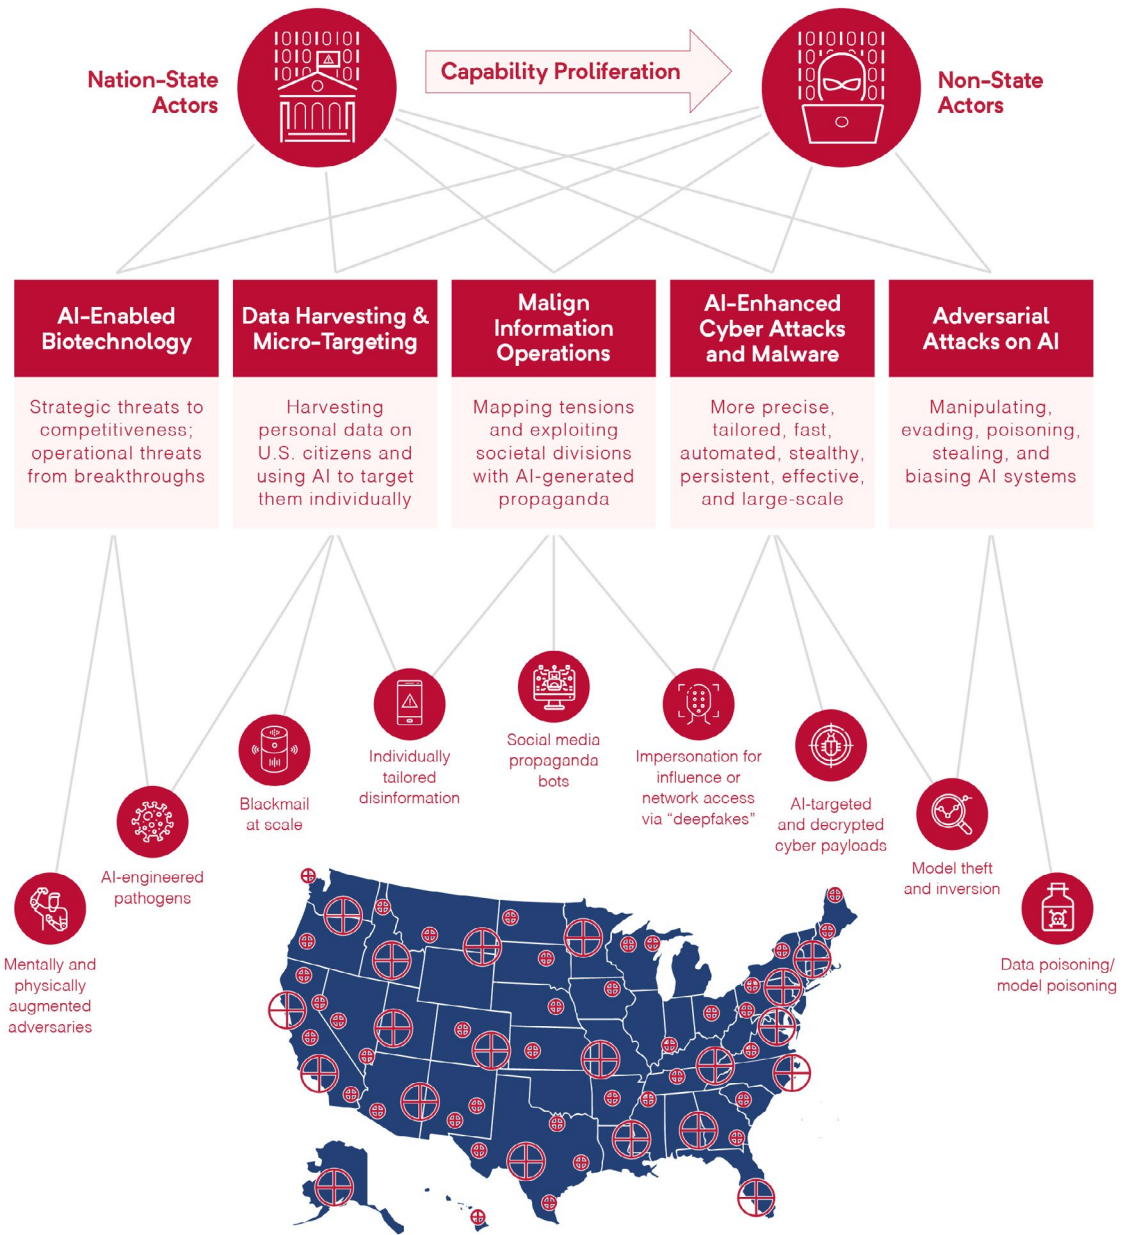 Nation-State
Actors
Capability Proliferation
Non-State
Actors
AI-Enabled
Biotechnology
Strategic threats to
competitiveness;
operational threats
from breakthroughs
Data Harvesting &
Micro-Targeting
Harvesting
personal data on
U.S. citizens and
using AI to target
them individually
Malign
Information
Operations
Mapping tensions
and exploiting
societal divisions
with AI-generated
propaganda
AI-Enhanced
Cyber Attacks
and Malware
More precise,
tailored, fast,
automated, stealthy,
persistent, effective,
and large-scale
Adversarial
Attacks on AI
Manipulating,
evading, poisoning,
stealing, and
biasing AI systems
Mentally and
physically
augmented
adversaries
AI-engineered
pathogens
Blackmail
at scale
Individually
tailored
disinformation
Social media
propaganda
bots
Impersonation for
influence or
network access
via “deepfakes”
AI-targeted
and decrypted
cyber payloads
Model theft
and inversion
Data poisoning/
model poisoning